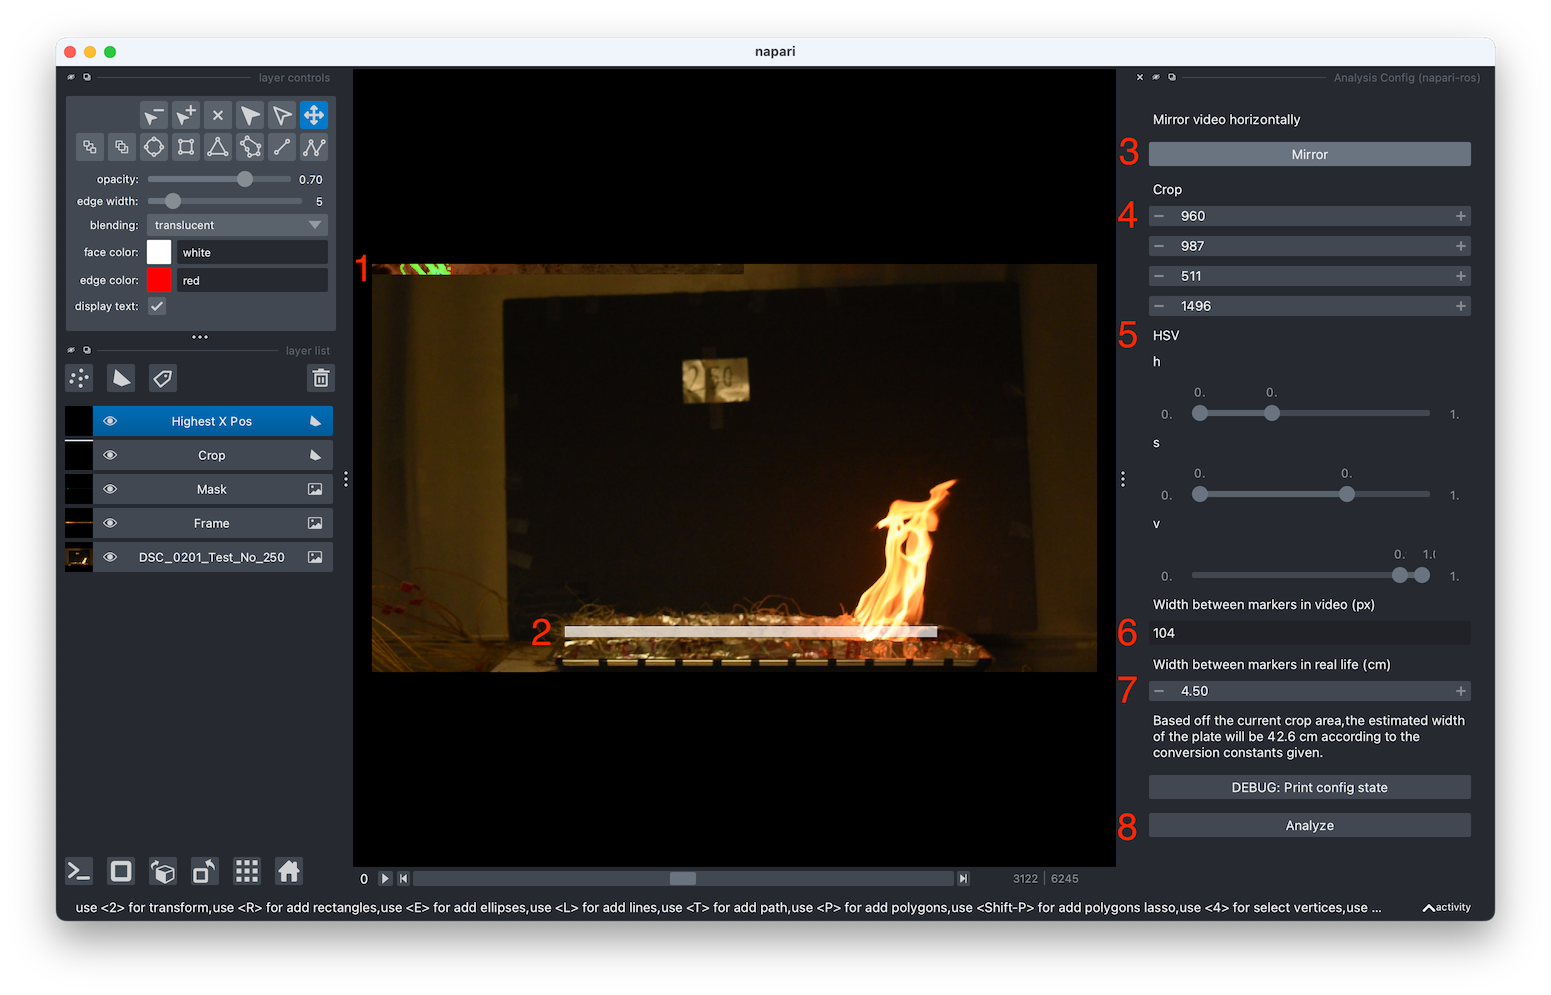 napari
layer controls
opacity: 0.70
edge width: 5
blending: translucent
face color: white
edge color: red
display text:
layer list
Highest X Pos
Crop
Mask
Frame
DSC_0201_Test_No_250
1
250
2
0 3122 6245
Analysis Config (napari-ros)
Mirror video horizontally
3 Mirror
Crop
4 960
987
511
1496
5 HSV
h
0. 0.
0. 1.
s
0. 0.
0. 1.
v
0. 1.(
0. 1.
Width between markers in video (px)
6 104
Width between markers in real life (cm)
7 4.50
Based off the current crop area,the estimated width
of the plate will be 42.6 cm according to the
conversion constants given.
DEBUG: Print config state
8 Analyze
use <2> for transform,use <R> for add rectangles,use <E> for add ellipses,use <L> for add lines,use <T> for add path,use <P> for add polygons,use <Shift-P> for add polygons lasso,use <4> for select vertices,use ...
activity